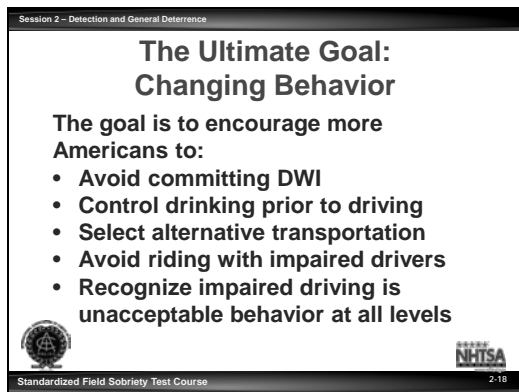 Session 2 – Detection and General Deterrence
The Ultimate Goal:
Changing Behavior
The goal is to encourage more
Americans to:
• Avoid committing DWI
• Control drinking prior to driving
• Select alternative transportation
• Avoid riding with impaired drivers
• Recognize impaired driving is
unacceptable behavior at all levels
NHTSA
Standardized Field Sobriety Test Course
2-18